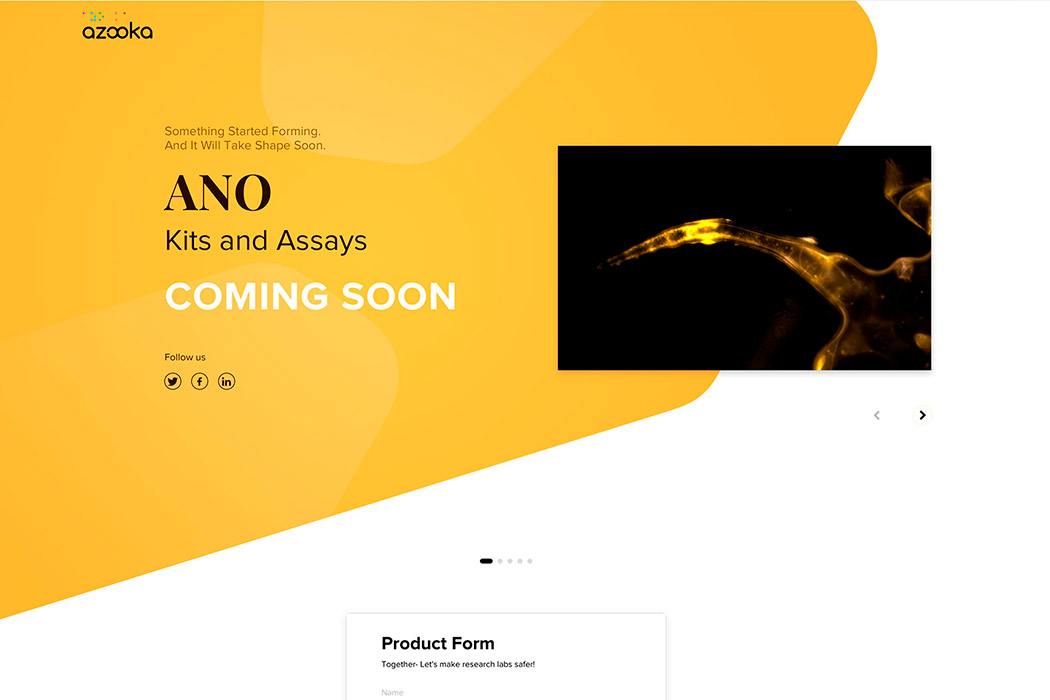 azooka
Something Started Forming.
And It Will Take Shape Soon.
ANO
Kits and Assays
COMING SOON
Follow us
Product Form
Together- Let's make research labs safer!
Name